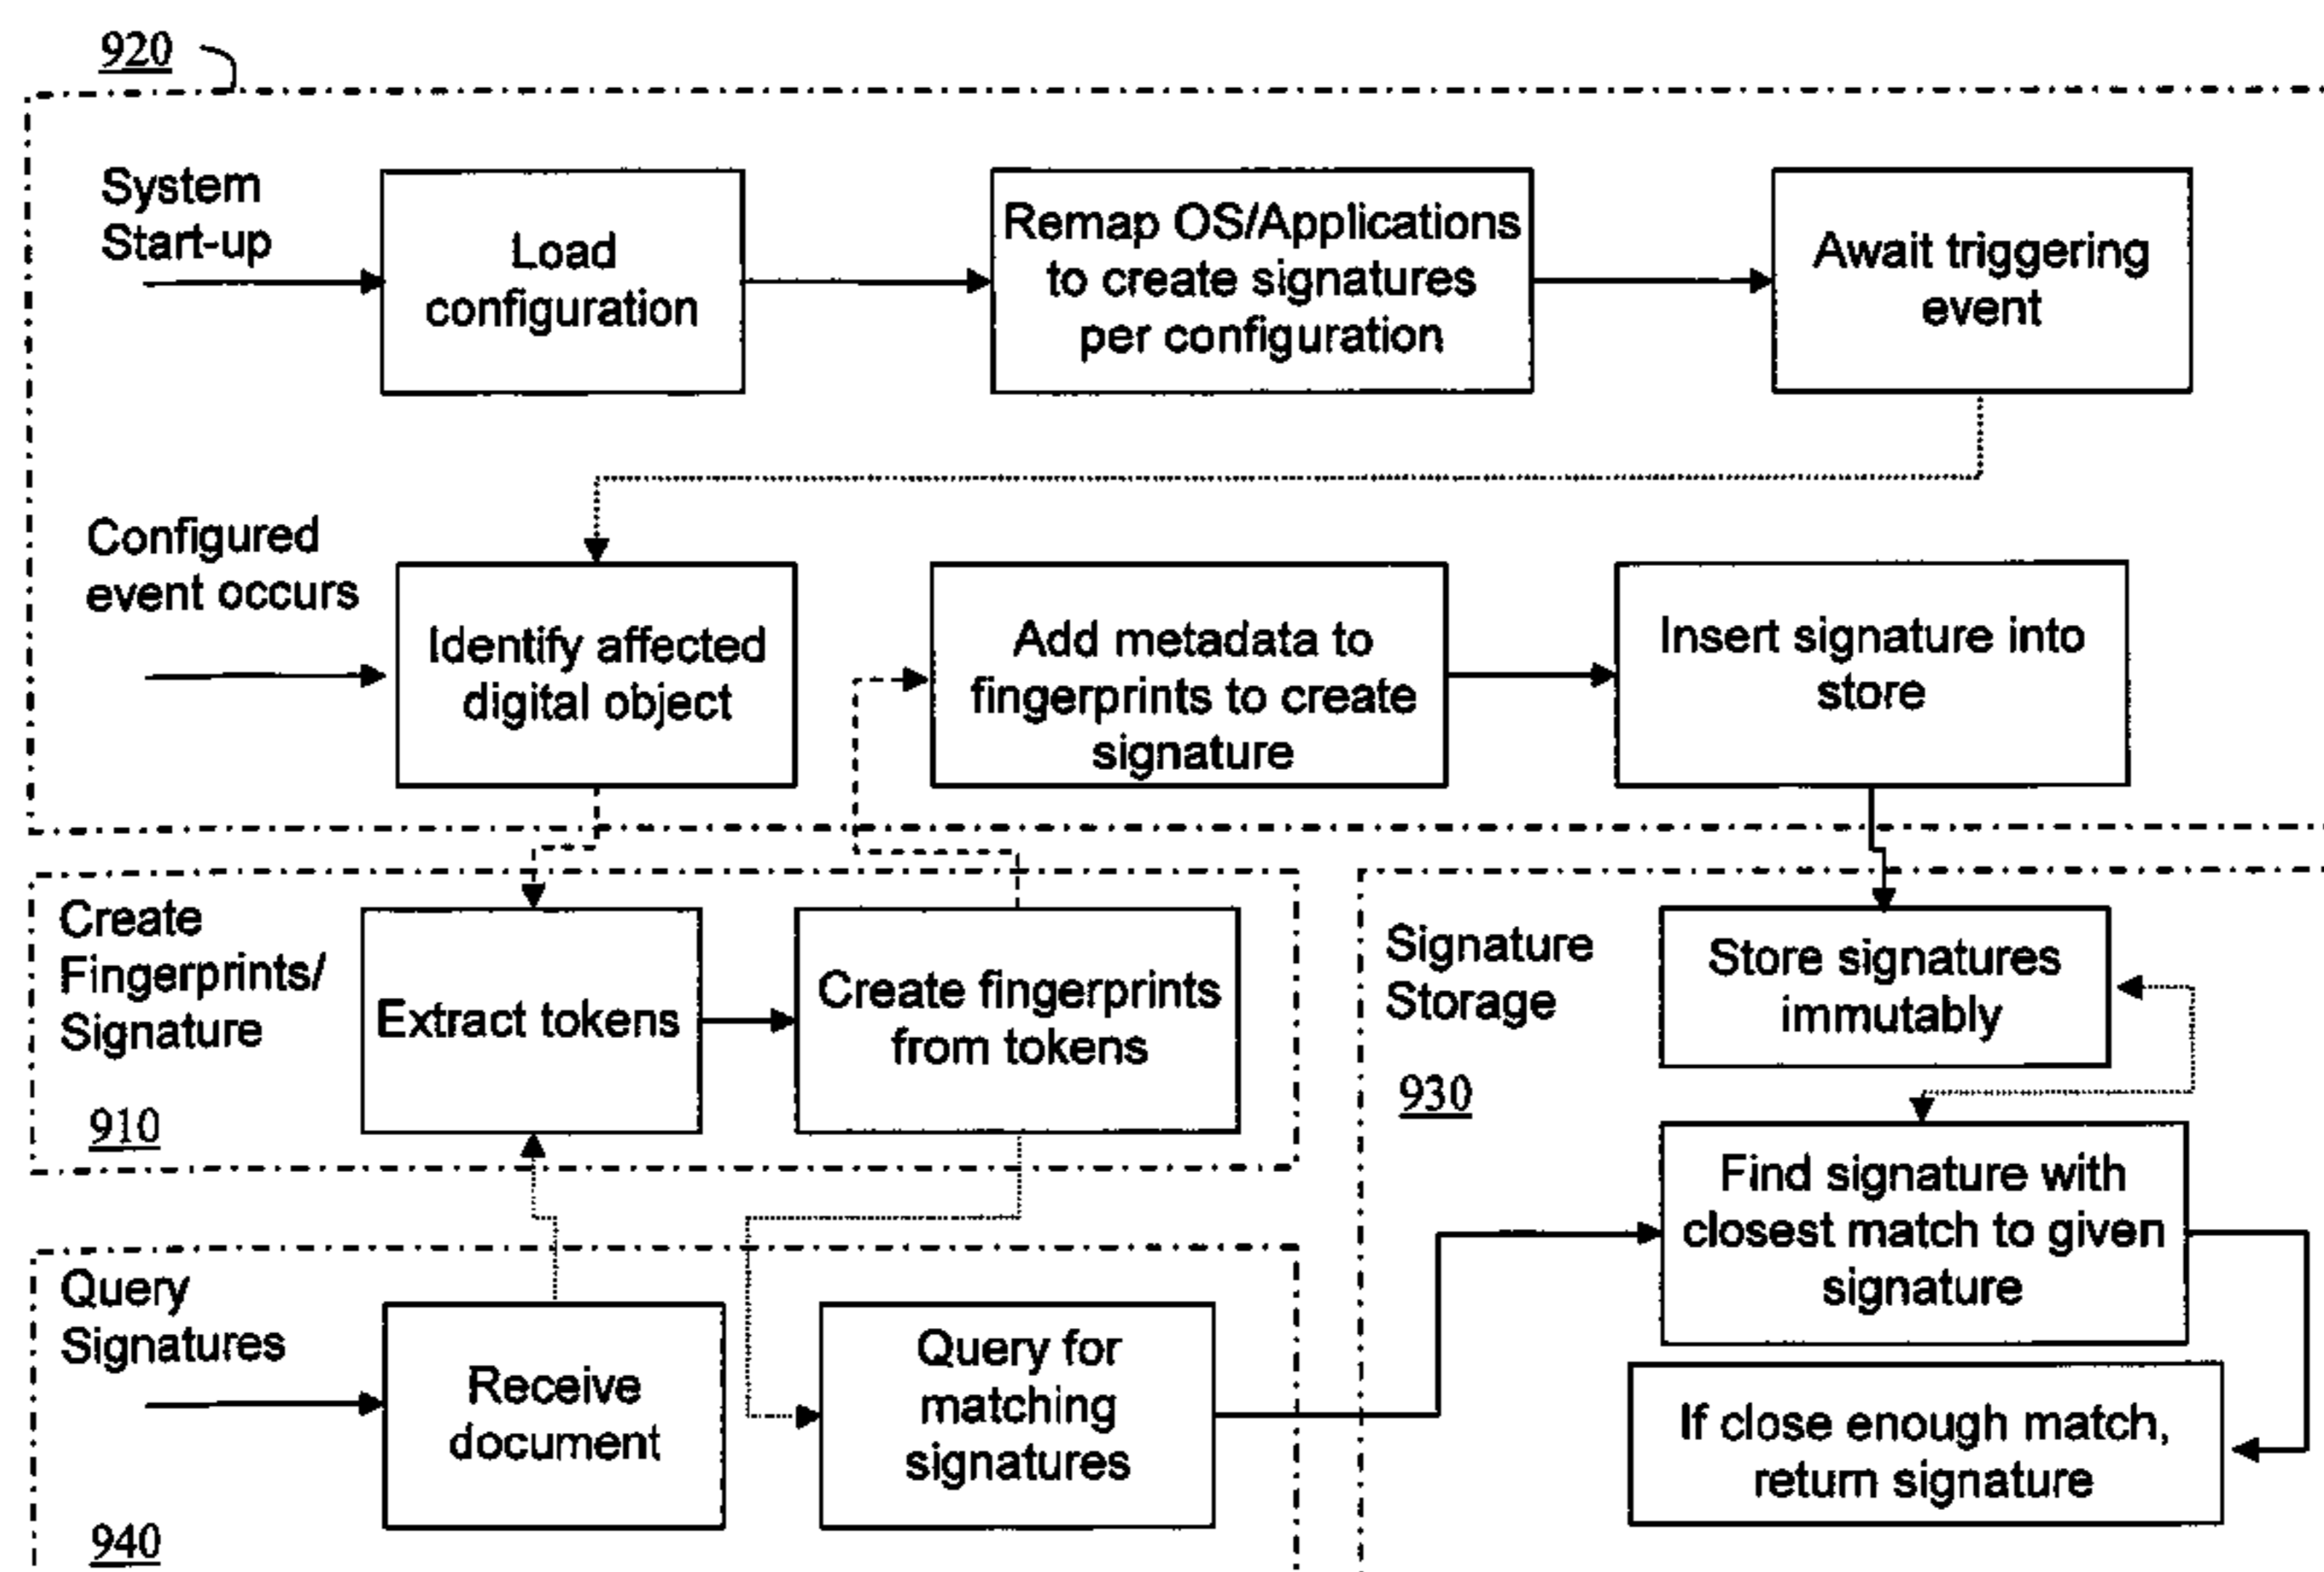 920
System
Start-up
Load
configuration
Remap OS/Applications
to create signatures
per configuration
Await triggering
event
Configured
event occurs
Identify affected
digital object
Add metadata to
fingerprints to create
signature
Insert signature into
store
Create
Fingerprints/
Signature
910
Extract tokens
Create fingerprints
from tokens
Signature
Storage
930
Store signatures
immutably
Find signature with
closest match to given
signature
If close enough match,
return signature
Query
Signatures
940
Receive
document
Query for
matching
signatures